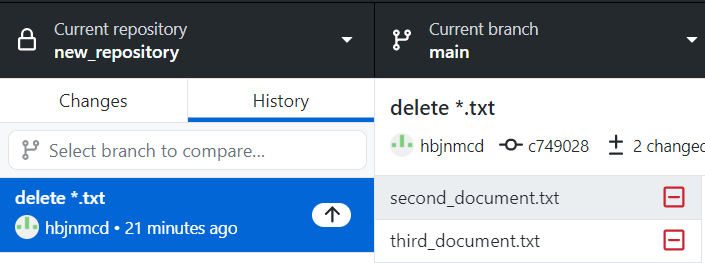 Current repository
new_repository
Current branch
main
Changes
History
Select branch to compare...
delete *.txt
hbjnmcd • 21 minutes ago
delete *.txt
hbjnmcd c749028 2 changed
second_document.txt
third_document.txt